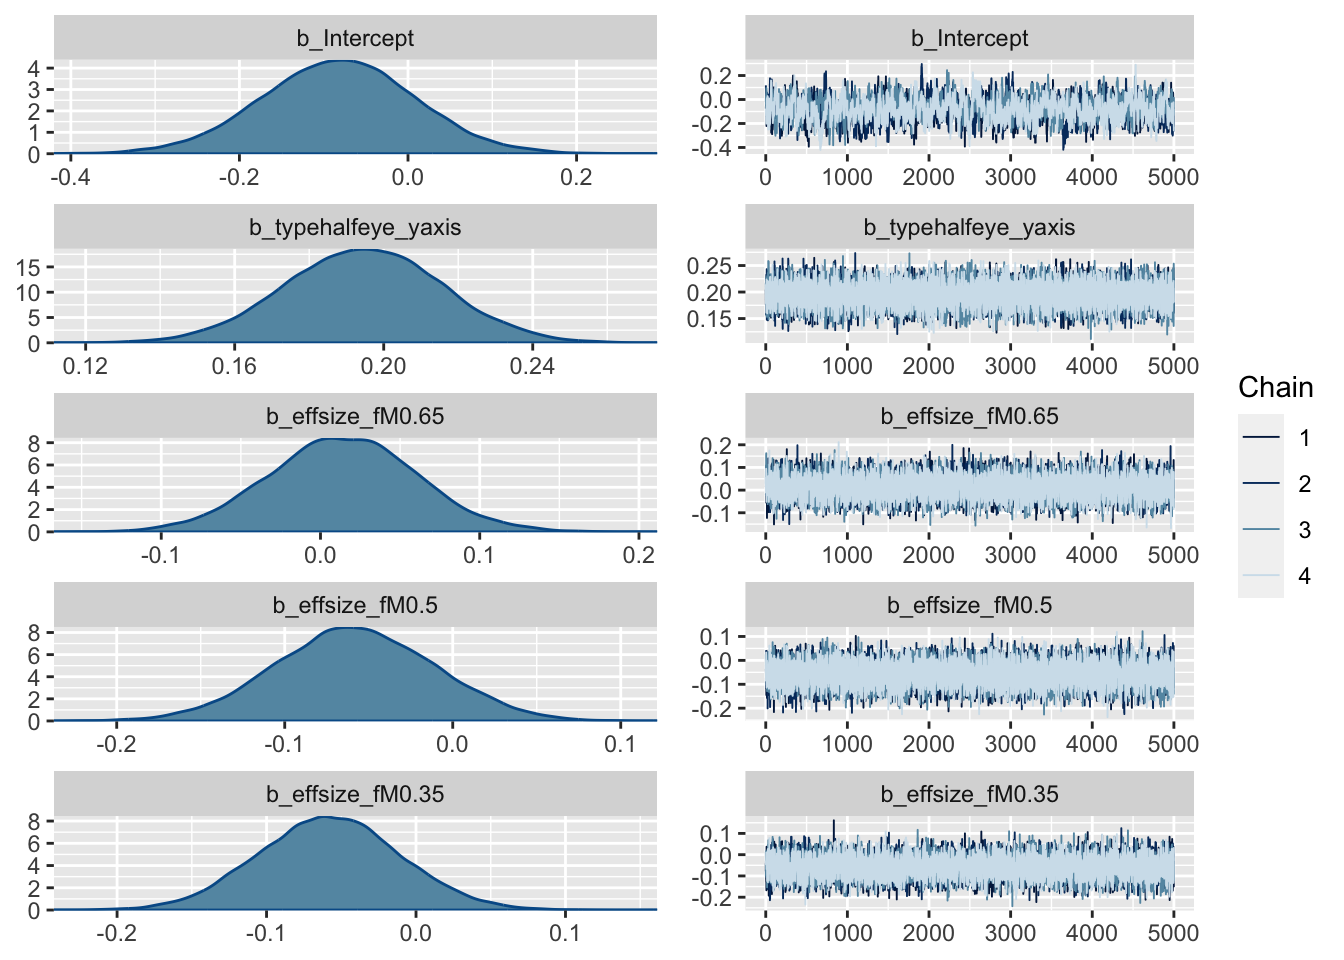 b_Intercept b_Intercept
4
3
2
1
0
-0.4 -0.2 0.0 0.2
0.2
0.0
-0.2
-0.4
0 1000 2000 3000 4000 5000
b_typehalfeye_yaxis b_typehalfeye_yaxis
15
10
5
0
0.12 0.16 0.20 0.24
0.25
0.20
0.15
0 1000 2000 3000 4000 5000
b_effsize_fM0.65 b_effsize_fM0.65
8
6
4
2
0
-0.1 0.0 0.1 0.2
0.2
0.1
0.0
-0.1
0 1000 2000 3000 4000 5000
b_effsize_fM0.5 b_effsize_fM0.5
8
6
4
2
0
-0.2 -0.1 0.0 0.1
0.1
0.0
-0.1
-0.2
0 1000 2000 3000 4000 5000
b_effsize_fM0.35 b_effsize_fM0.35
8
6
4
2
0
-0.2 -0.1 0.0 0.1
0.1
0.0
-0.1
-0.2
0 1000 2000 3000 4000 5000
Chain
1
2
3
4